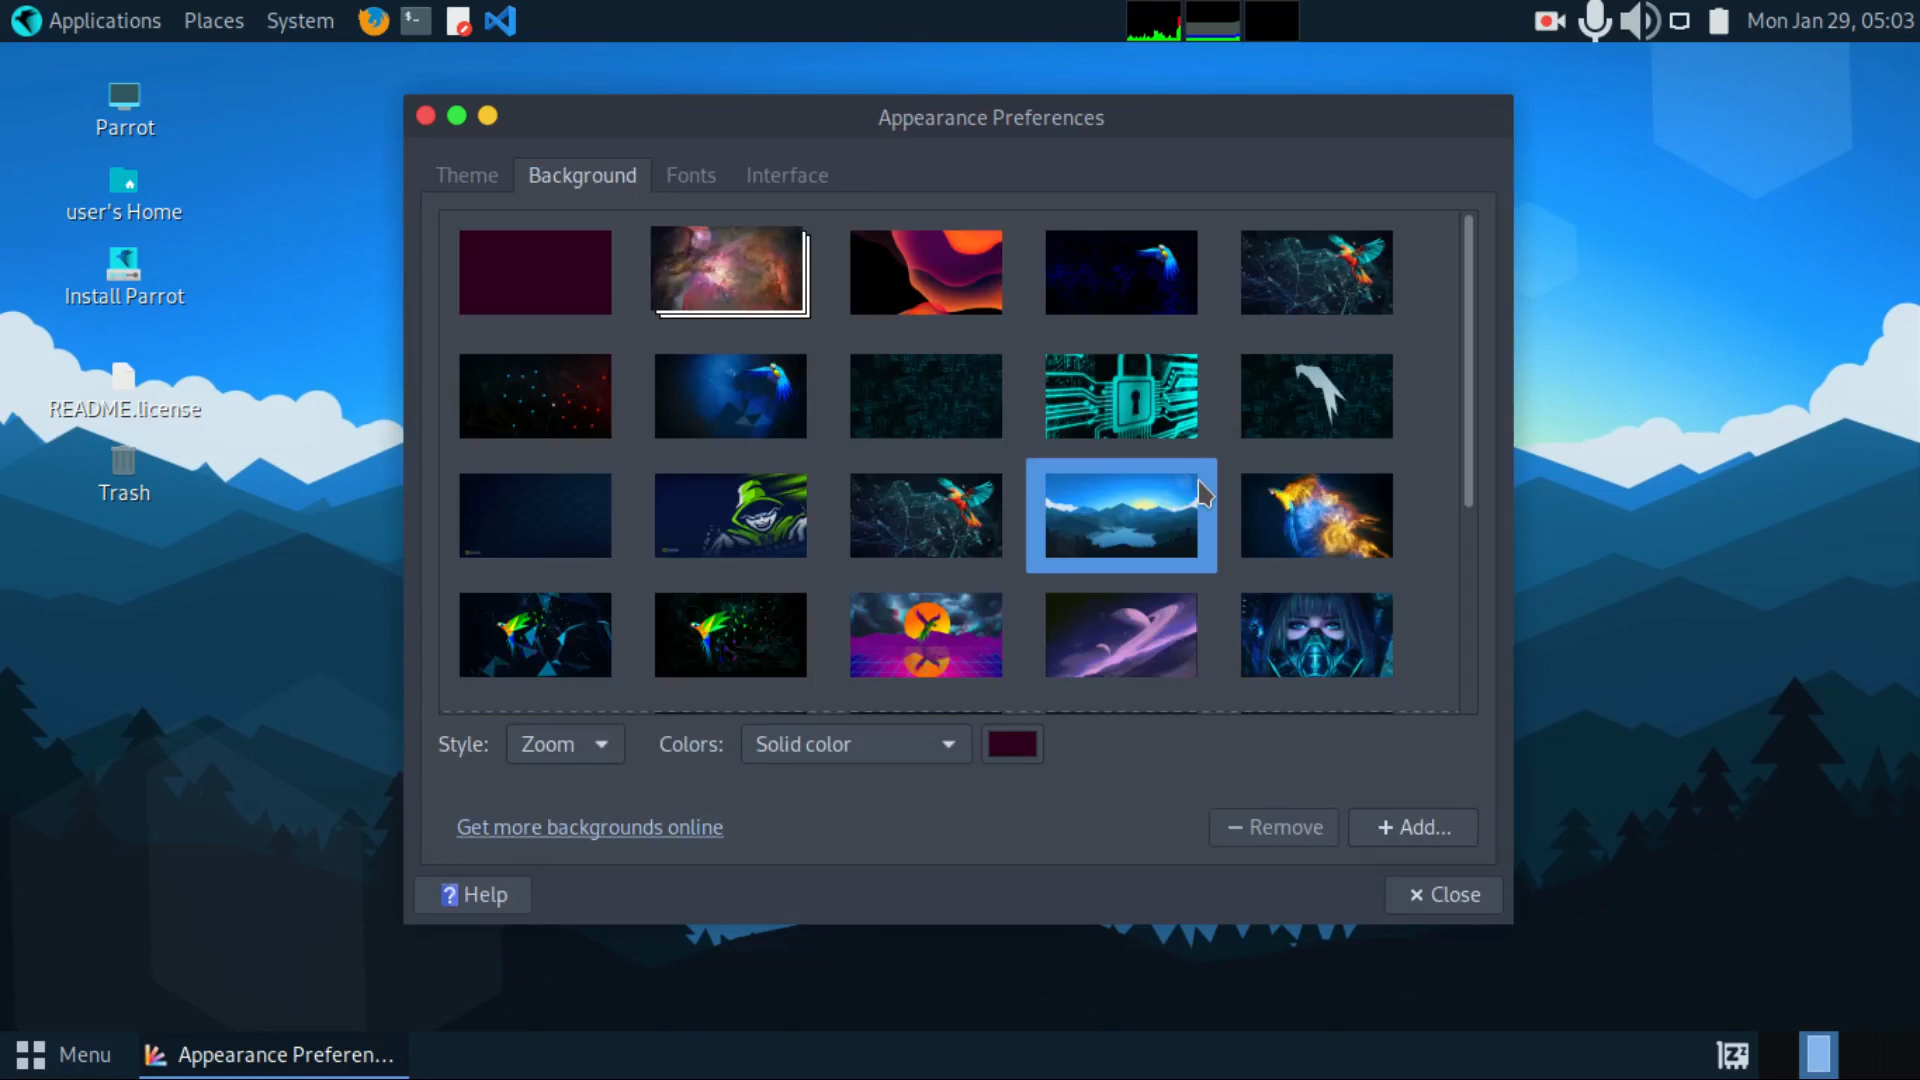 Applications Places System
Mon Jan 29, 05:03
Parrot
user's Home
Install Parrot
README.license
Trash
Appearance Preferences
Theme Background Fonts Interface
Style: Zoom Colors: Solid color
Get more backgrounds online
Remove Add...
? Help
Close
Menu Appearance Preferen...